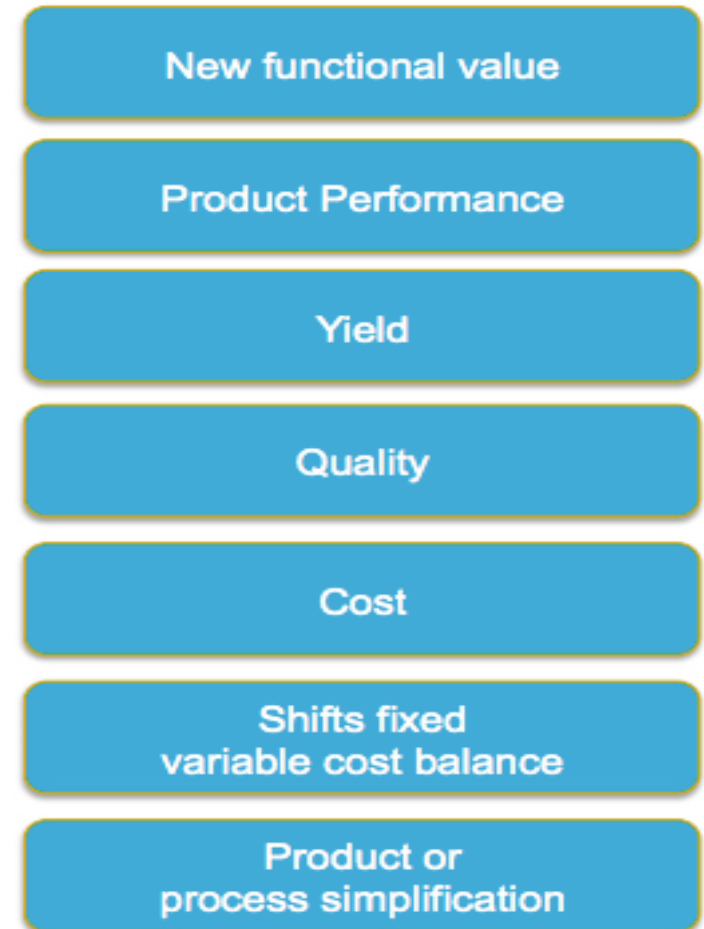 New functional value
Product Performance
Yield
Quality
Cost
Shifts fixed
variable cost balance
Product or
process simplification